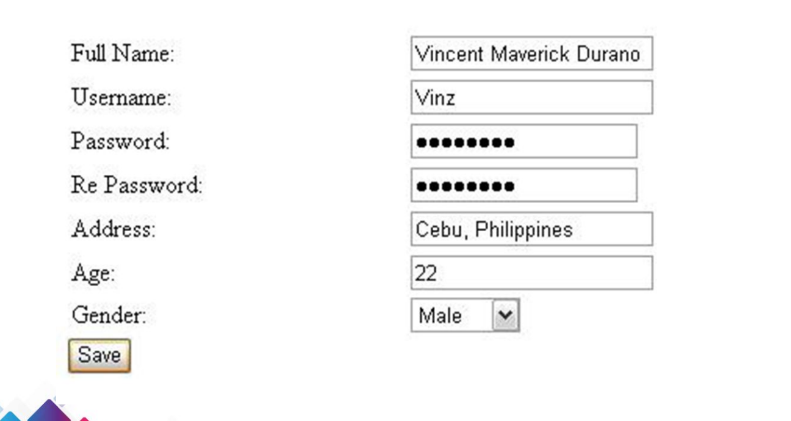 Full Name: Vincent Maverick Durano
Username: Vinz
Password: ••••••••
Re Password: ••••••••
Address: Cebu, Philippines
Age: 22
Gender: Male
Save